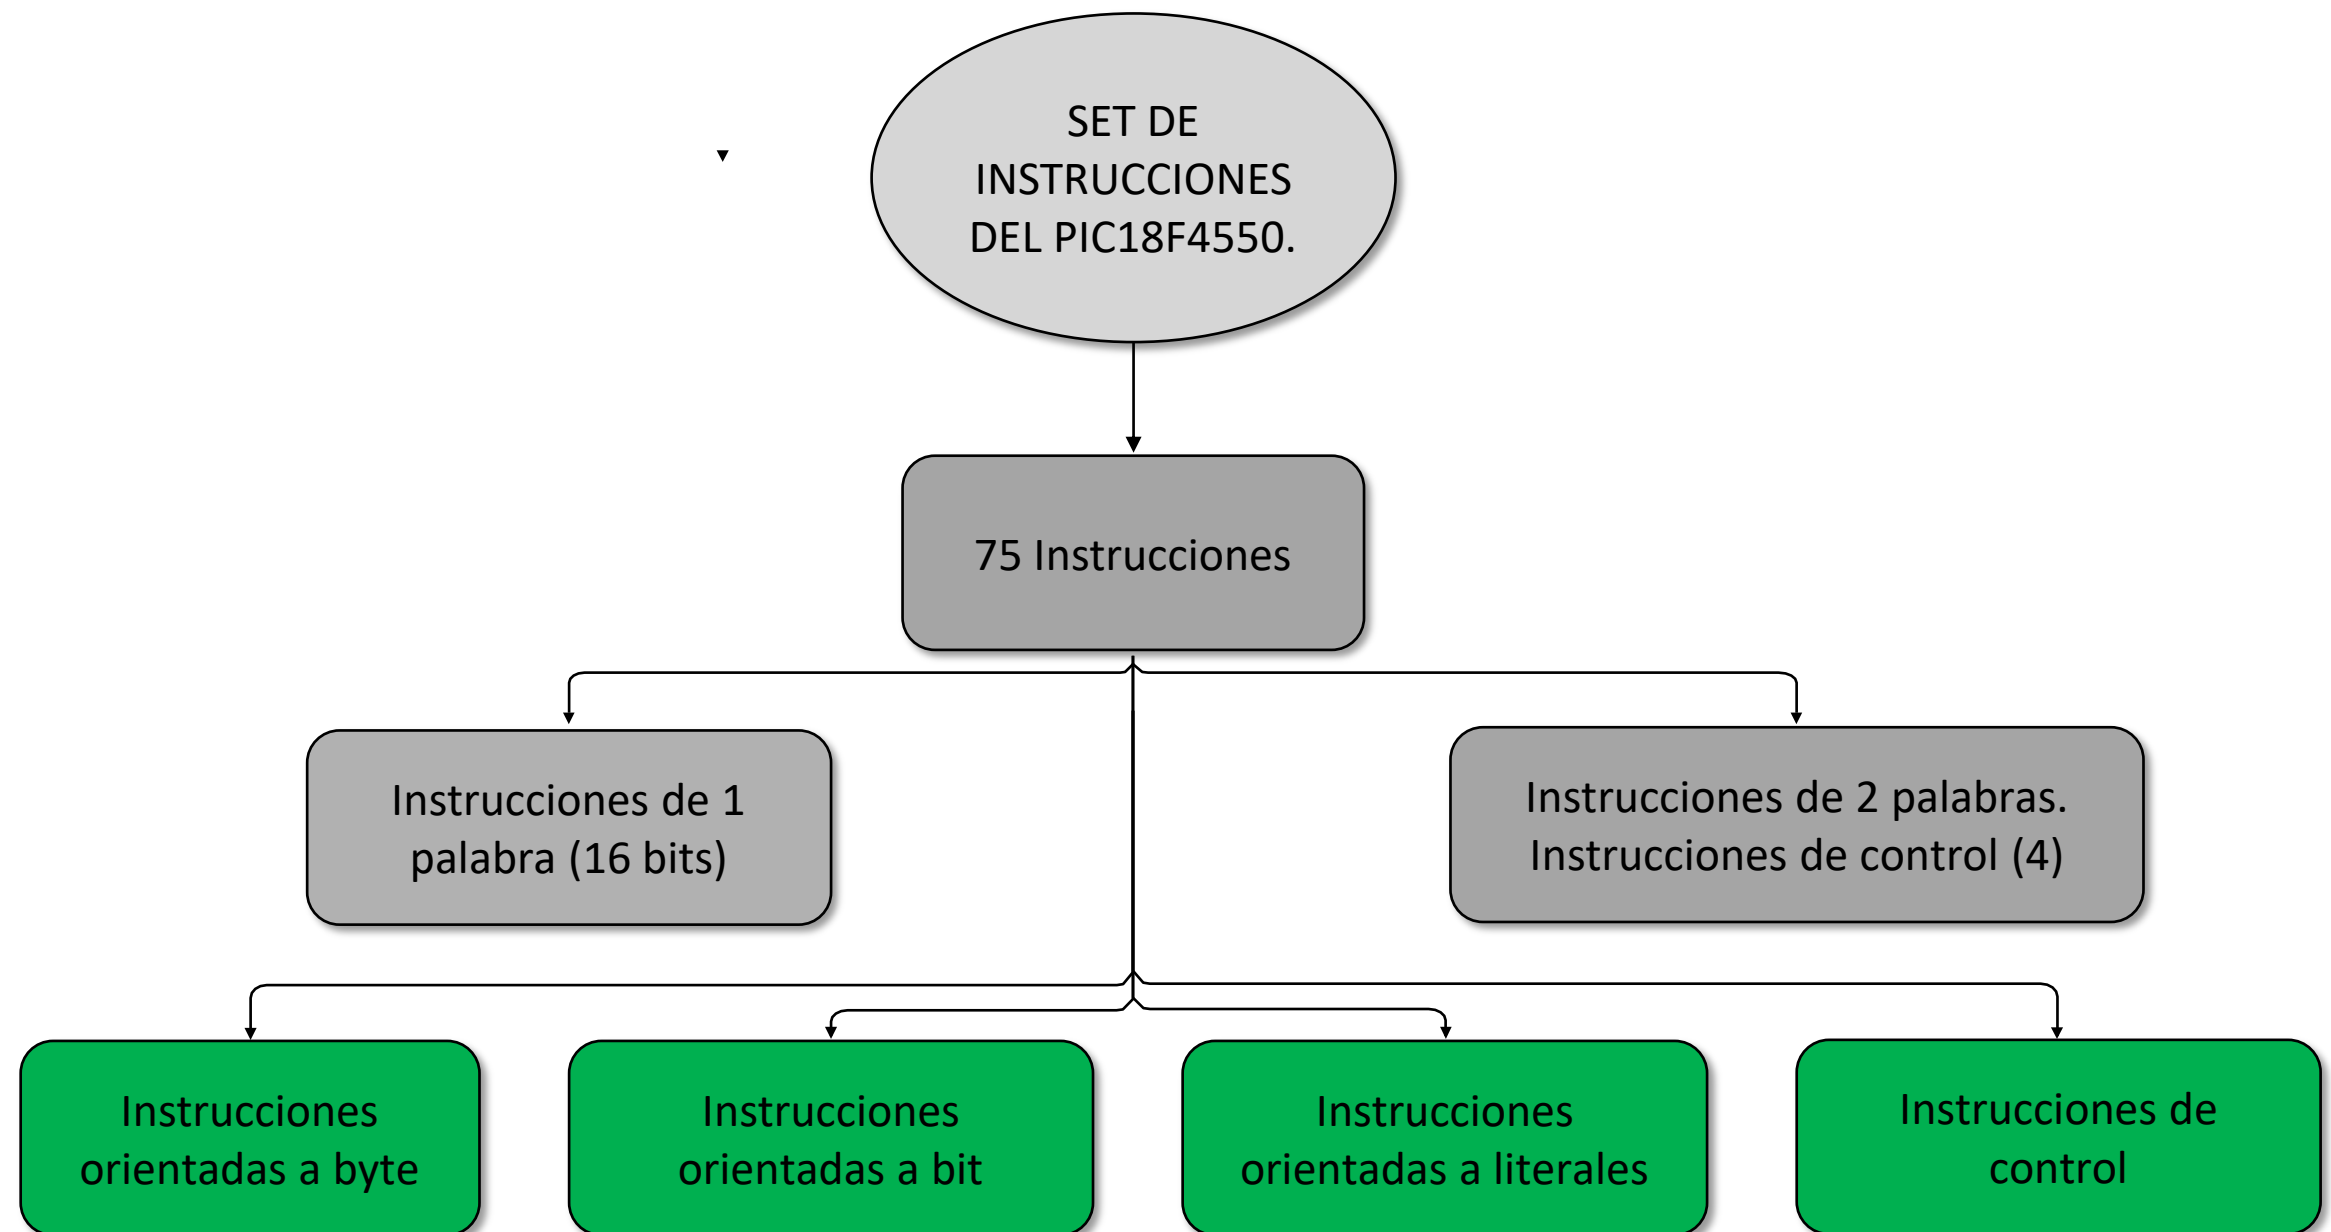 SET DE
INSTRUCCIONES
DEL PIC18F4550.
75 Instrucciones
Instrucciones de 1
palabra (16 bits)
Instrucciones de 2 palabras.
Instrucciones de control (4)
Instrucciones
orientadas a byte
Instrucciones
orientadas a bit
Instrucciones
orientadas a literales
Instrucciones de
control